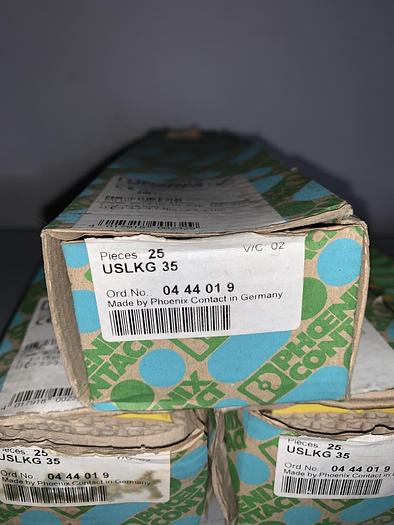 Pieces 25 V/C 02
USLKG 35
Ord No.: 04 44 01 9
Made by Phoenix Contact in Germany
PHOENIX
CONTACT
25
USLKG 35
Ord No.: 04 44 01 9
Made by Phoenix Contact in Germany
Pieces 25
USLKG 35
Ord No.: 04 44 01 9
Made by Phoenix Contact in